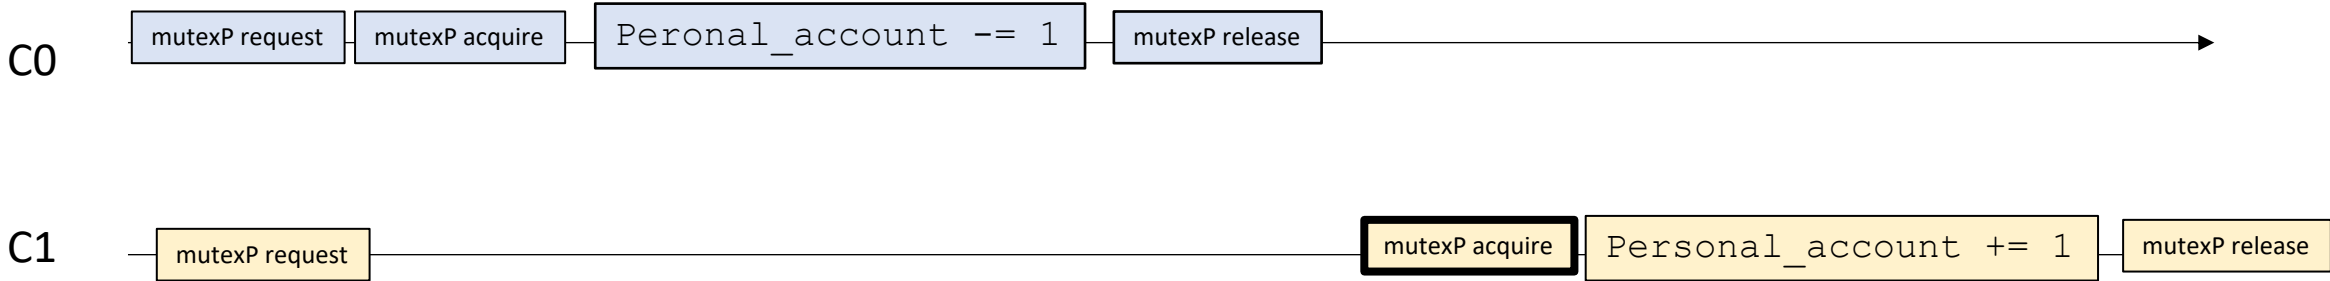 C0
mutexP request
mutexP acquire
Peronal_account -= 1
mutexP release
C1
mutexP request
mutexP acquire
Personal_account += 1
mutexP release